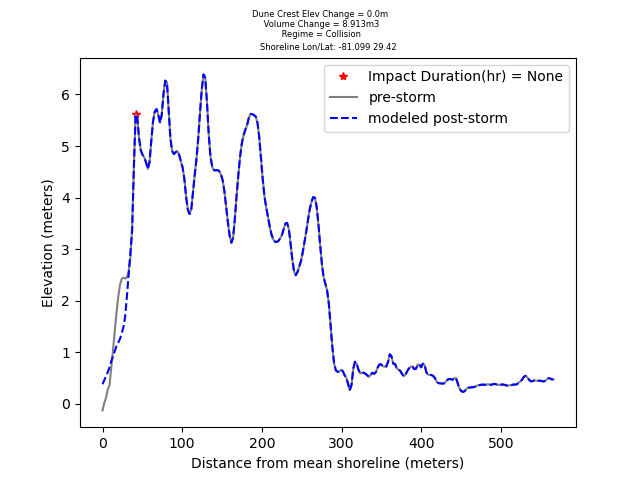 Dune Crest Elev Change = 0.0m
Volume Change = 8.913m3
Regime = Collision
Shoreline Lon/Lat: -81.099 29.42
Impact Duration(hr) = None
pre-storm
modeled post-storm
Elevation (meters)
6
5
4
3
2
1
0
0 100 200 300 400 500
Distance from mean shoreline (meters)